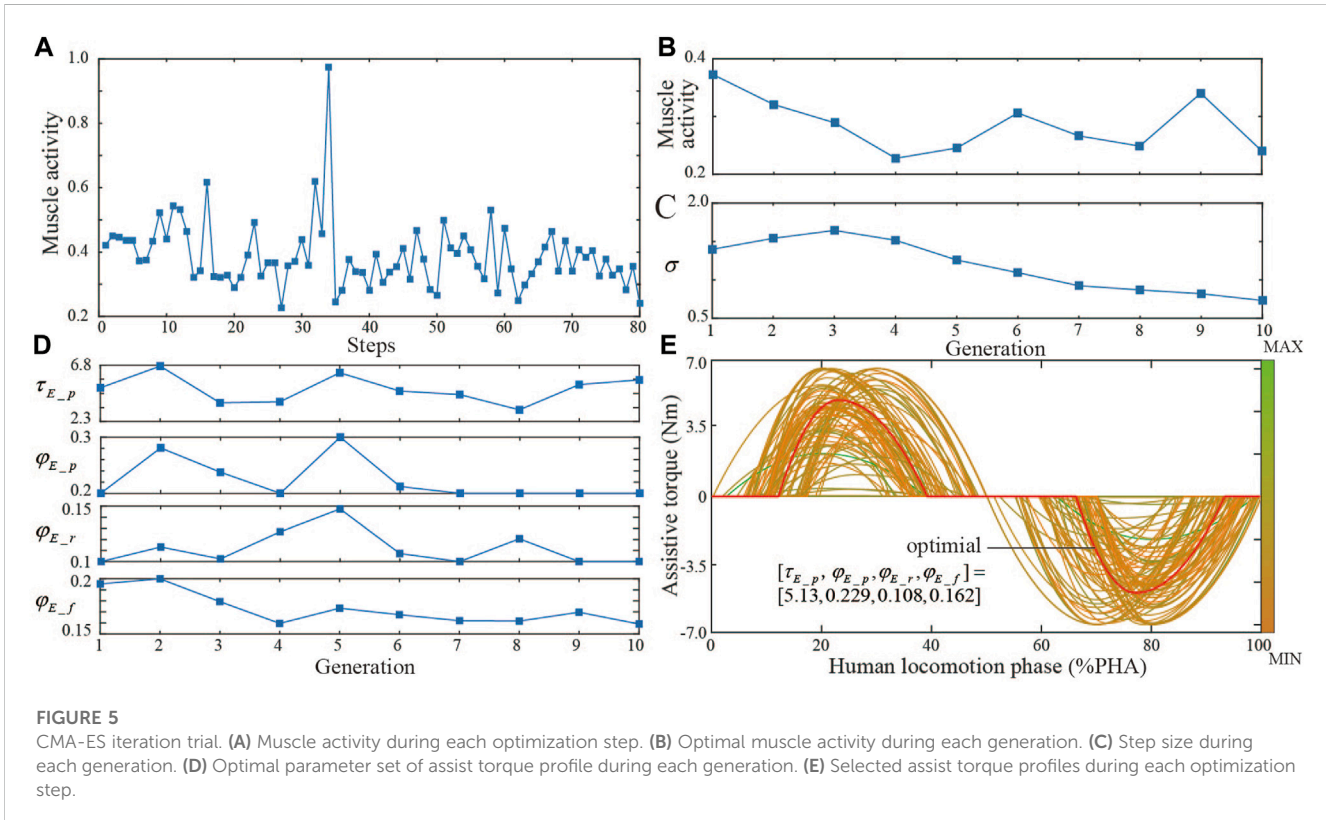 A
1.0
0.8
0.6
0.4
0.2
Muscle activity
0 10 20 30 40 50 60 70 80
Steps
B
0.4
0.2
Muscle
activity
C
2.0
0.5
σ
1 2 3 4 5 6 7 8 9 10
Generation
D
τ_{E_p}
6.8
2.3
φ_{E_p}
0.3
0.2
φ_{E_r}
0.15
0.1
φ_{E_f}
0.2
0.15
1 2 3 4 5 6 7 8 9 10
Generation
E
MAX
7.0
3.5
0
-3.5
-7.0
Assistive torque (Nm)
optimial
[τ_{E_p}, φ_{E_p},φ_{E_r},φ_{E_f}] =
[5.13,0.229,0.108,0.162]
0 20 40 60 80 100
MIN
Human locomotion phase (%PHA)
FIGURE 5
CMA-ES iteration trial. (A) Muscle activity during each optimization step. (B) Optimal muscle activity during each generation. (C) Step size during
each generation. (D) Optimal parameter set of assist torque profile during each generation. (E) Selected assist torque profiles during each optimization
step.